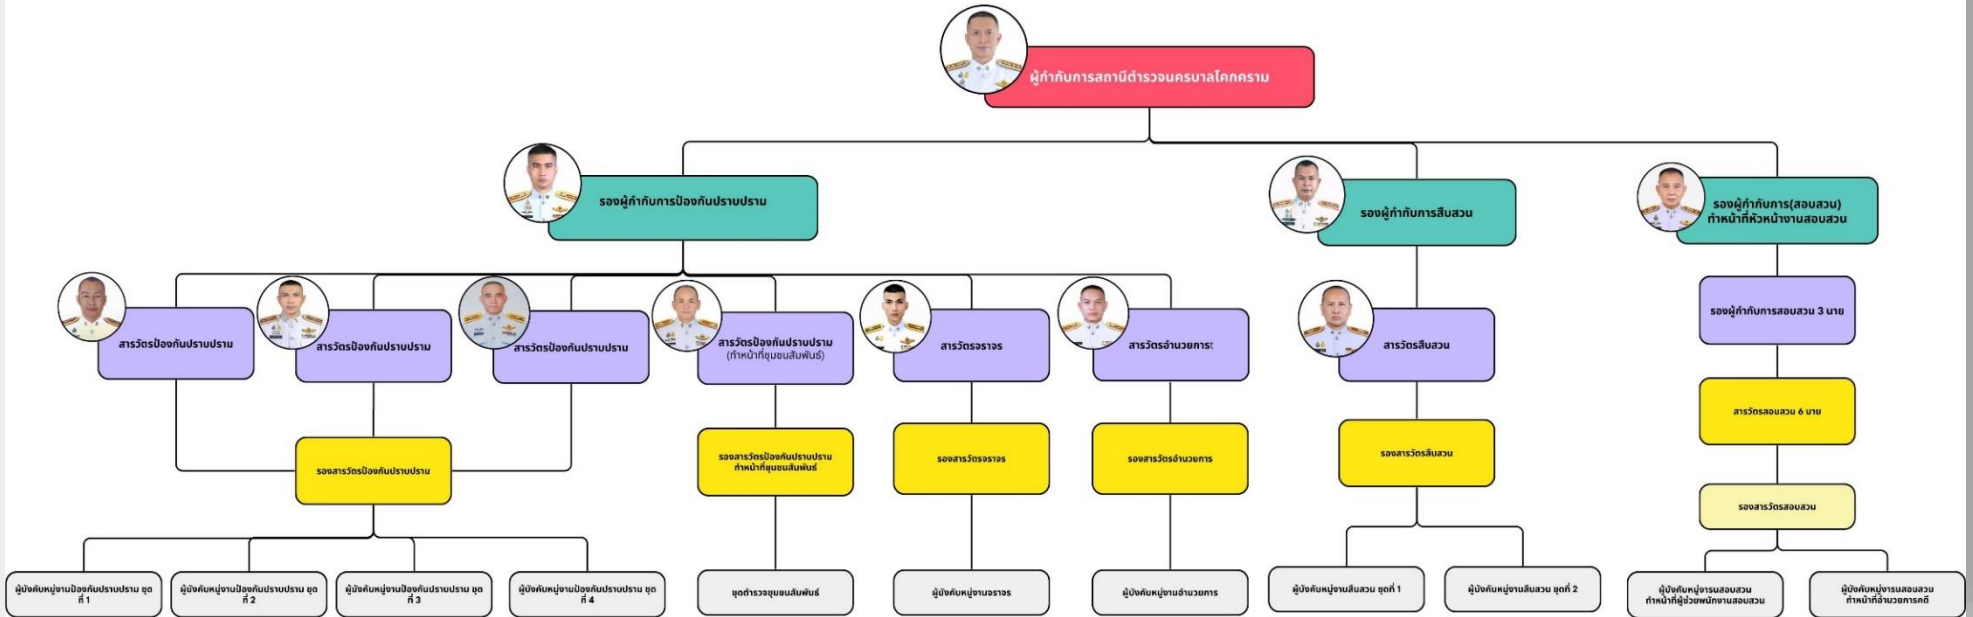 ผู้กำกับการสถานีตำรวจนครบาลโคกคราม
รองผู้กำกับการป้องกันปราบปราม
รองผู้กำกับการสืบสวน
รองผู้กำกับการ(สอบสวน)
ทำหน้าที่หัวหน้างานสอบสวน
สารวัตรป้องกันปราบปราม
สารวัตรป้องกันปราบปราม
สารวัตรป้องกันปราบปราม
สารวัตรป้องกันปราบปราม
(ทำหน้าที่ชุมชนสัมพันธ์)
สารวัตรจราจร
สารวัตรอำนวยการt
สารวัตรสืบสวน
รองผู้กำกับการสอบสวน 3 นาย
สารวัตรสอบสวน 6 นาย
รองสารวัตรป้องกันปราบปราม
รองสารวัตรป้องกันปราบปราม
ทำหน้าที่ชุมชนสัมพันธ์
รองสารวัตรจราจร
รองสารวัตรอำนวยการ
รองสารวัตรสืบสวน
รองสารวัตรสอบสวน
ผู้บังคับหมู่งานป้องกันปราบปราม ชุด
ที่ 1
ผู้บังคับหมู่งานป้องกันปราบปราม ชุด
ที่ 2
ผู้บังคับหมู่งานป้องกันปราบปราม ชุด
ที่ 3
ผู้บังคับหมู่งานป้องกันปราบปราม ชุด
ที่ 4
ชุดตำรวจชุมชนสัมพันธ์
ผู้บังคับหมู่งานจราจร
ผู้บังคับหมู่งานอำนวยการ
ผู้บังคับหมู่งานสืบสวน ชุดที่ 1
ผู้บังคับหมู่งานสืบสวน ชุดที่ 2
ผู้บังคับหมู่งารนสอบสวน
ทำหน้าที่ผู้ช่วยพนักงานสอบสวน
ผู้บังคับหมู่งารนสอบสวน
ทำหน้าที่อำนวยการคดี